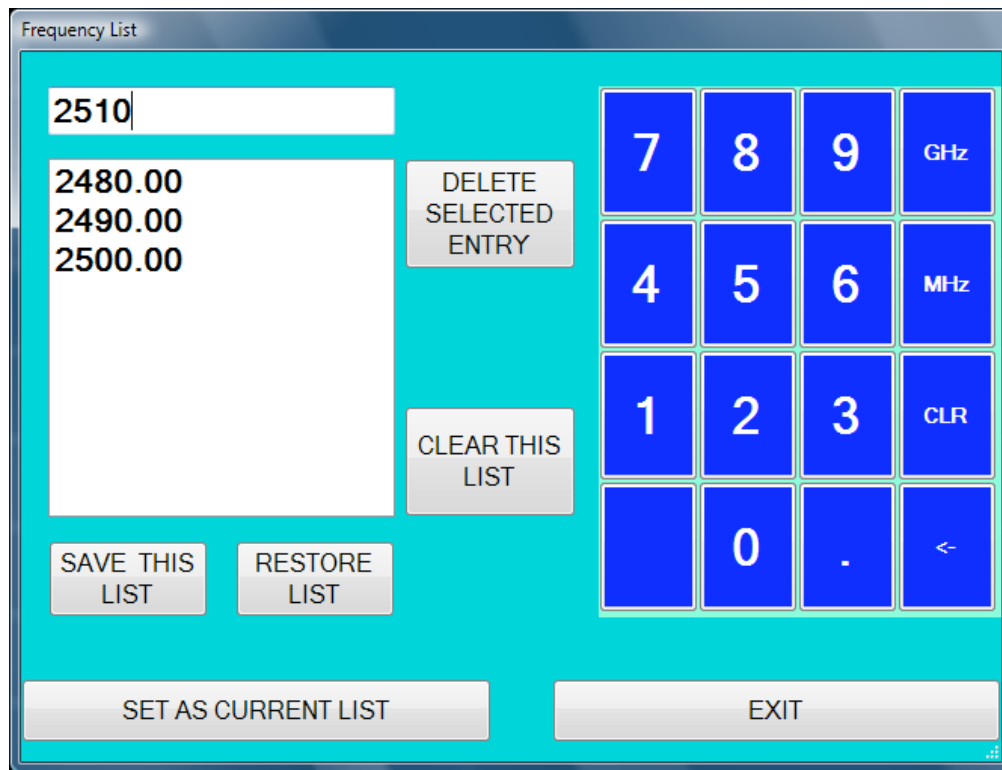 Frequency List
2510
2480.00
2490.00
2500.00
DELETE
SELECTED
ENTRY
CLEAR THIS
LIST
SAVE THIS
LIST
RESTORE
LIST
7 8 9 GHz
4 5 6 MHz
1 2 3 CLR
0 . <-
SET AS CURRENT LIST
EXIT